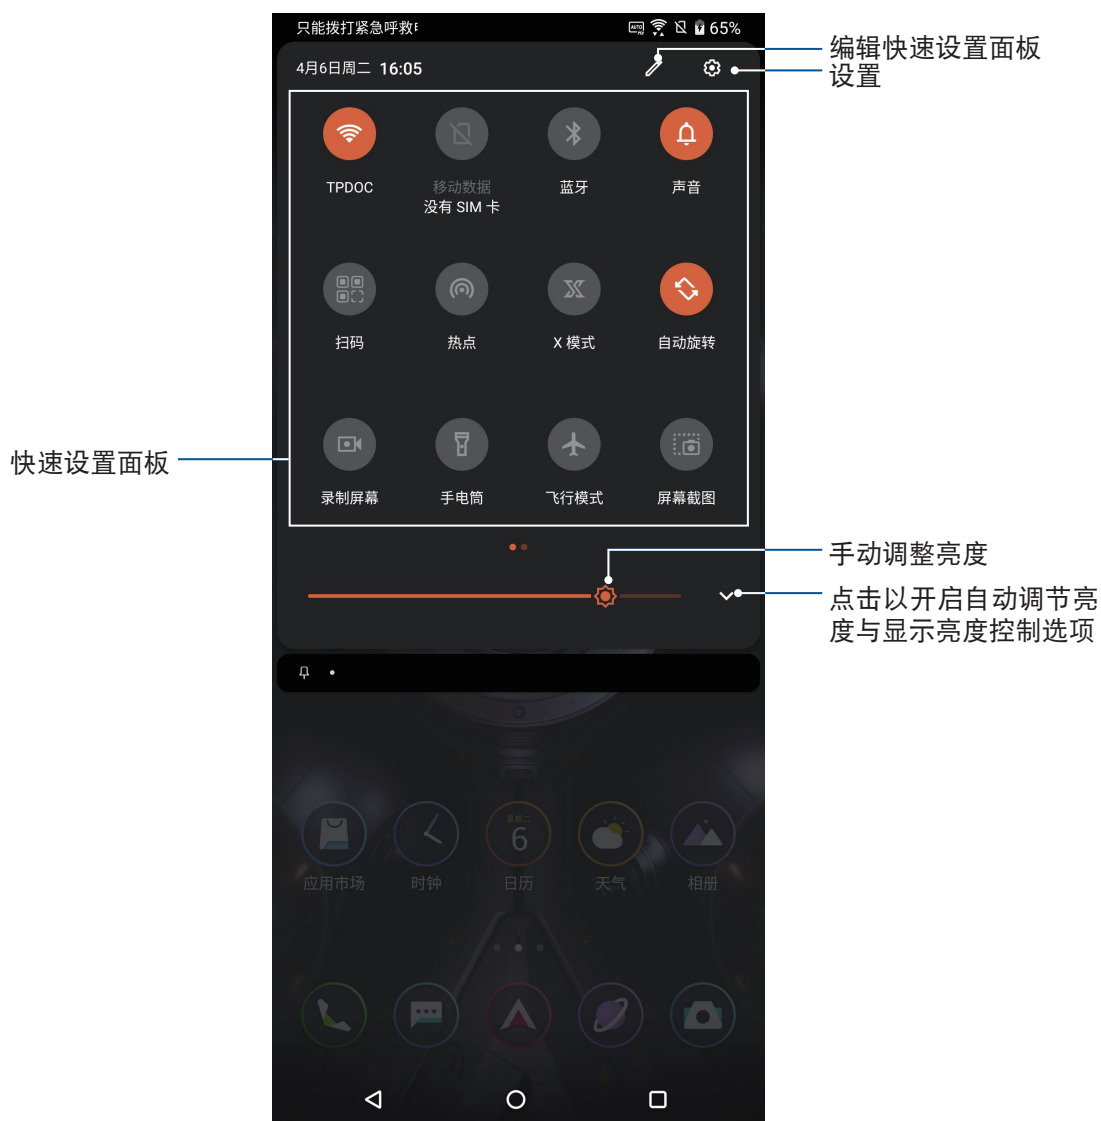 只能拨打紧急呼救
AUTO
65%
编辑快速设置面板
4月6日周二 16:05
设置
TPDOC
移动数据
没有 SIM 卡
蓝牙
声音
扫码
热点
X 模式
自动旋转
快速设置面板
录制屏幕
手电筒
飞行模式
屏幕截图
手动调整亮度
点击以开启自动调节亮
度与显示亮度控制选项
星期二
6
应用市场
时钟
日历
天气
相册